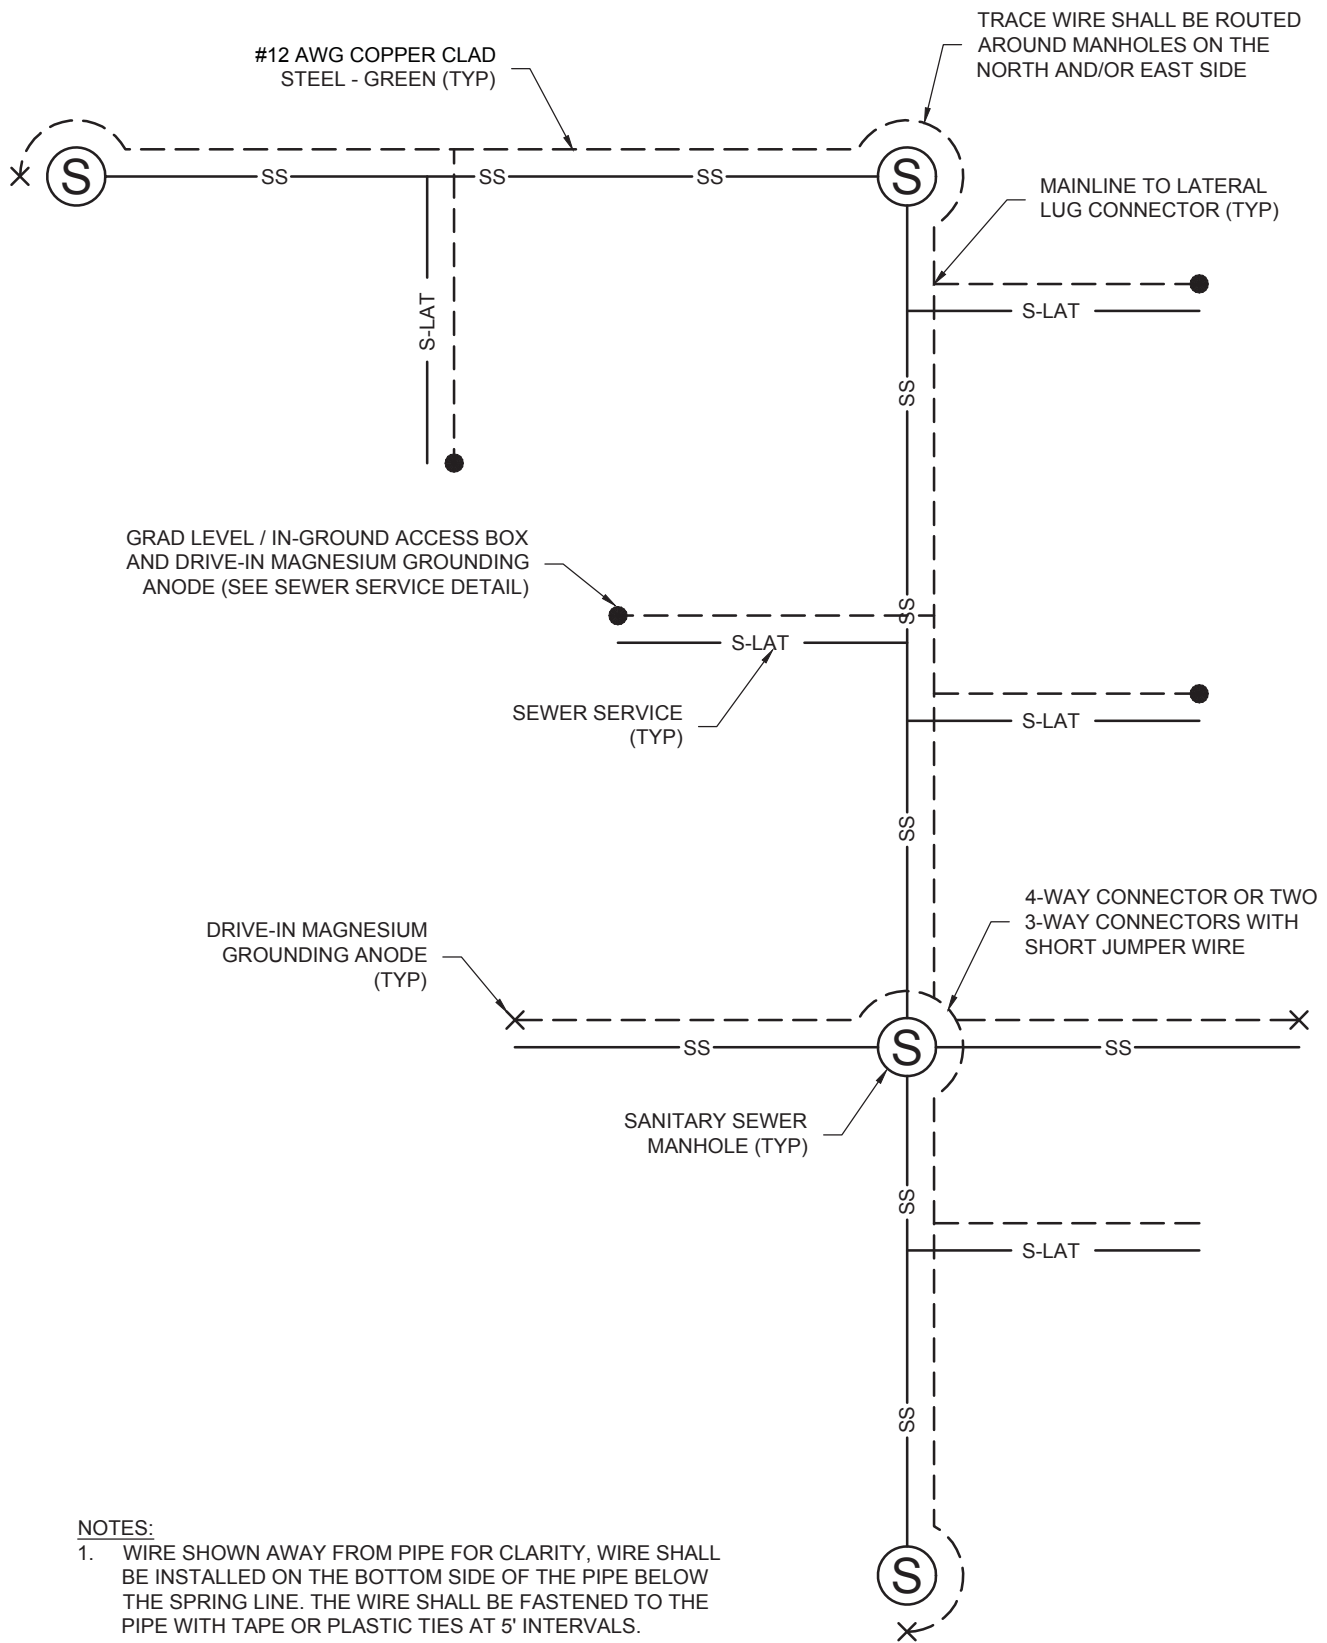 TRACE WIRE SHALL BE ROUTED
AROUND MANHOLES ON THE
NORTH AND/OR EAST SIDE
#12 AWG COPPER CLAD
STEEL - GREEN (TYP)
S
SS
SS
SS
S
MAINLINE TO LATERAL
LUG CONNECTOR (TYP)
S-LAT
S-LAT
SS
GRAD LEVEL / IN-GROUND ACCESS BOX
AND DRIVE-IN MAGNESIUM GROUNDING
ANODE (SEE SEWER SERVICE DETAIL)
SS
S-LAT
SEWER SERVICE
(TYP)
S-LAT
SS
4-WAY CONNECTOR OR TWO
3-WAY CONNECTORS WITH
SHORT JUMPER WIRE
DRIVE-IN MAGNESIUM
GROUNDING ANODE
(TYP)
SS
S
SS
SANITARY SEWER
MANHOLE (TYP)
SS
S-LAT
SS
S
NOTES:
1. WIRE SHOWN AWAY FROM PIPE FOR CLARITY, WIRE SHALL
BE INSTALLED ON THE BOTTOM SIDE OF THE PIPE BELOW
THE SPRING LINE. THE WIRE SHALL BE FASTENED TO THE
PIPE WITH TAPE OR PLASTIC TIES AT 5' INTERVALS.